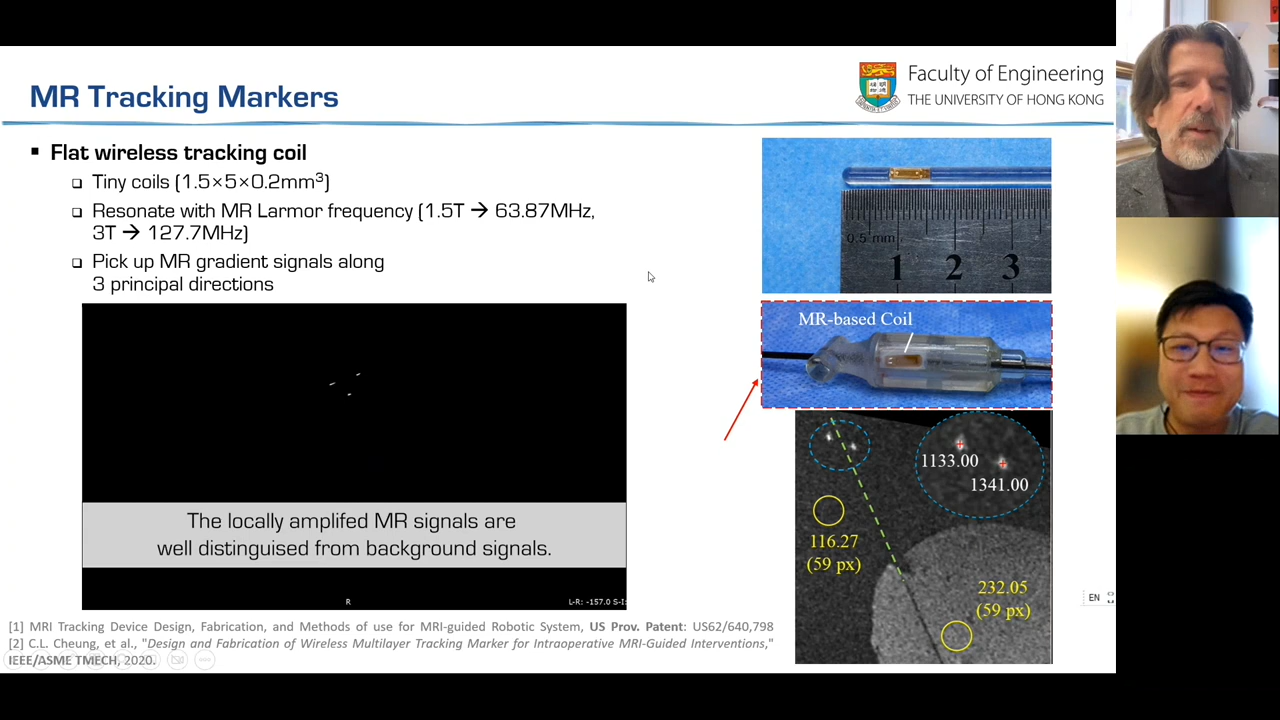 MR Tracking Markers
Faculty of Engineering
THE UNIVERSITY OF HONG KONG
Flat wireless tracking coil
Tiny coils (1.5×5×0.2mm³)
Resonate with MR Larmor frequency (1.5T → 63.87MHz,
3T → 127.7MHz)
Pick up MR gradient signals along
3 principal directions
The locally amplifed MR signals are
well distinguised from background signals.
R
L-R: -157.0 S-I:
0.5 mm
1 2 3
MR-based Coil
1133.00
1341.00
116.27
(59 px)
232.05
(59 px)
EN
[1] MRI Tracking Device Design, Fabrication, and Methods of use for MRI-guided Robotic System, US Prov. Patent: US62/640,798
[2] C.L. Cheung, et al., "Design and Fabrication of Wireless Multilayer Tracking Marker for Intraoperative MRI-Guided Interventions,"
IEEE/ASME TMECH, 2020.